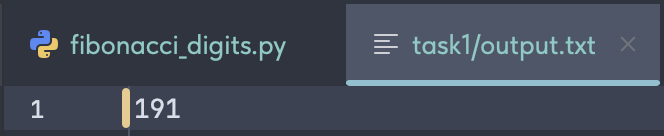 fibonacci_digits.py
task1/output.txt
1 191